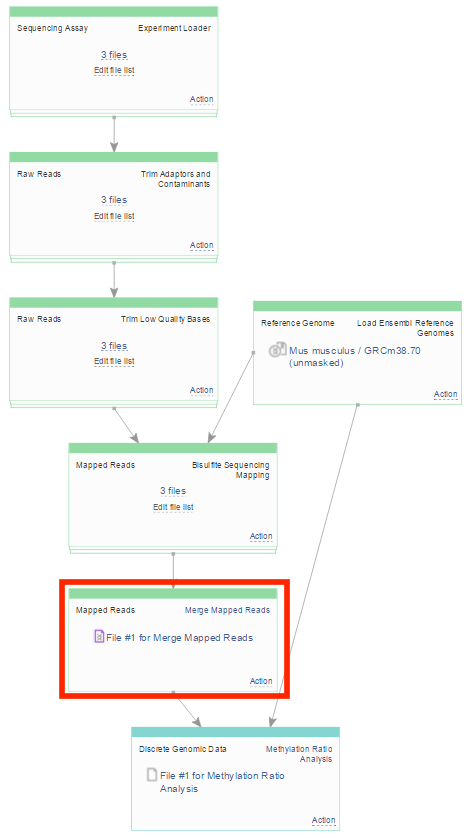 Sequencing Assay Experiment Loader
3 files
Edit file list
Action
Raw Reads Trim Adaptors and
Contaminants
3 files
Edit file list
Action
Raw Reads Trim Low Quality Bases
3 files
Edit file list
Action
Reference Genome Load Ensembl Reference
Genomes
Mus musculus / GRCm38.70
(unmasked)
Action
Mapped Reads Bisulfite Sequencing
Mapping
3 files
Edit file list
Action
Mapped Reads Merge Mapped Reads
File #1 for Merge Mapped Reads
Action
Discrete Genomic Data Methylation Ratio
Analysis
File #1 for Methylation Ratio
Analysis
Action